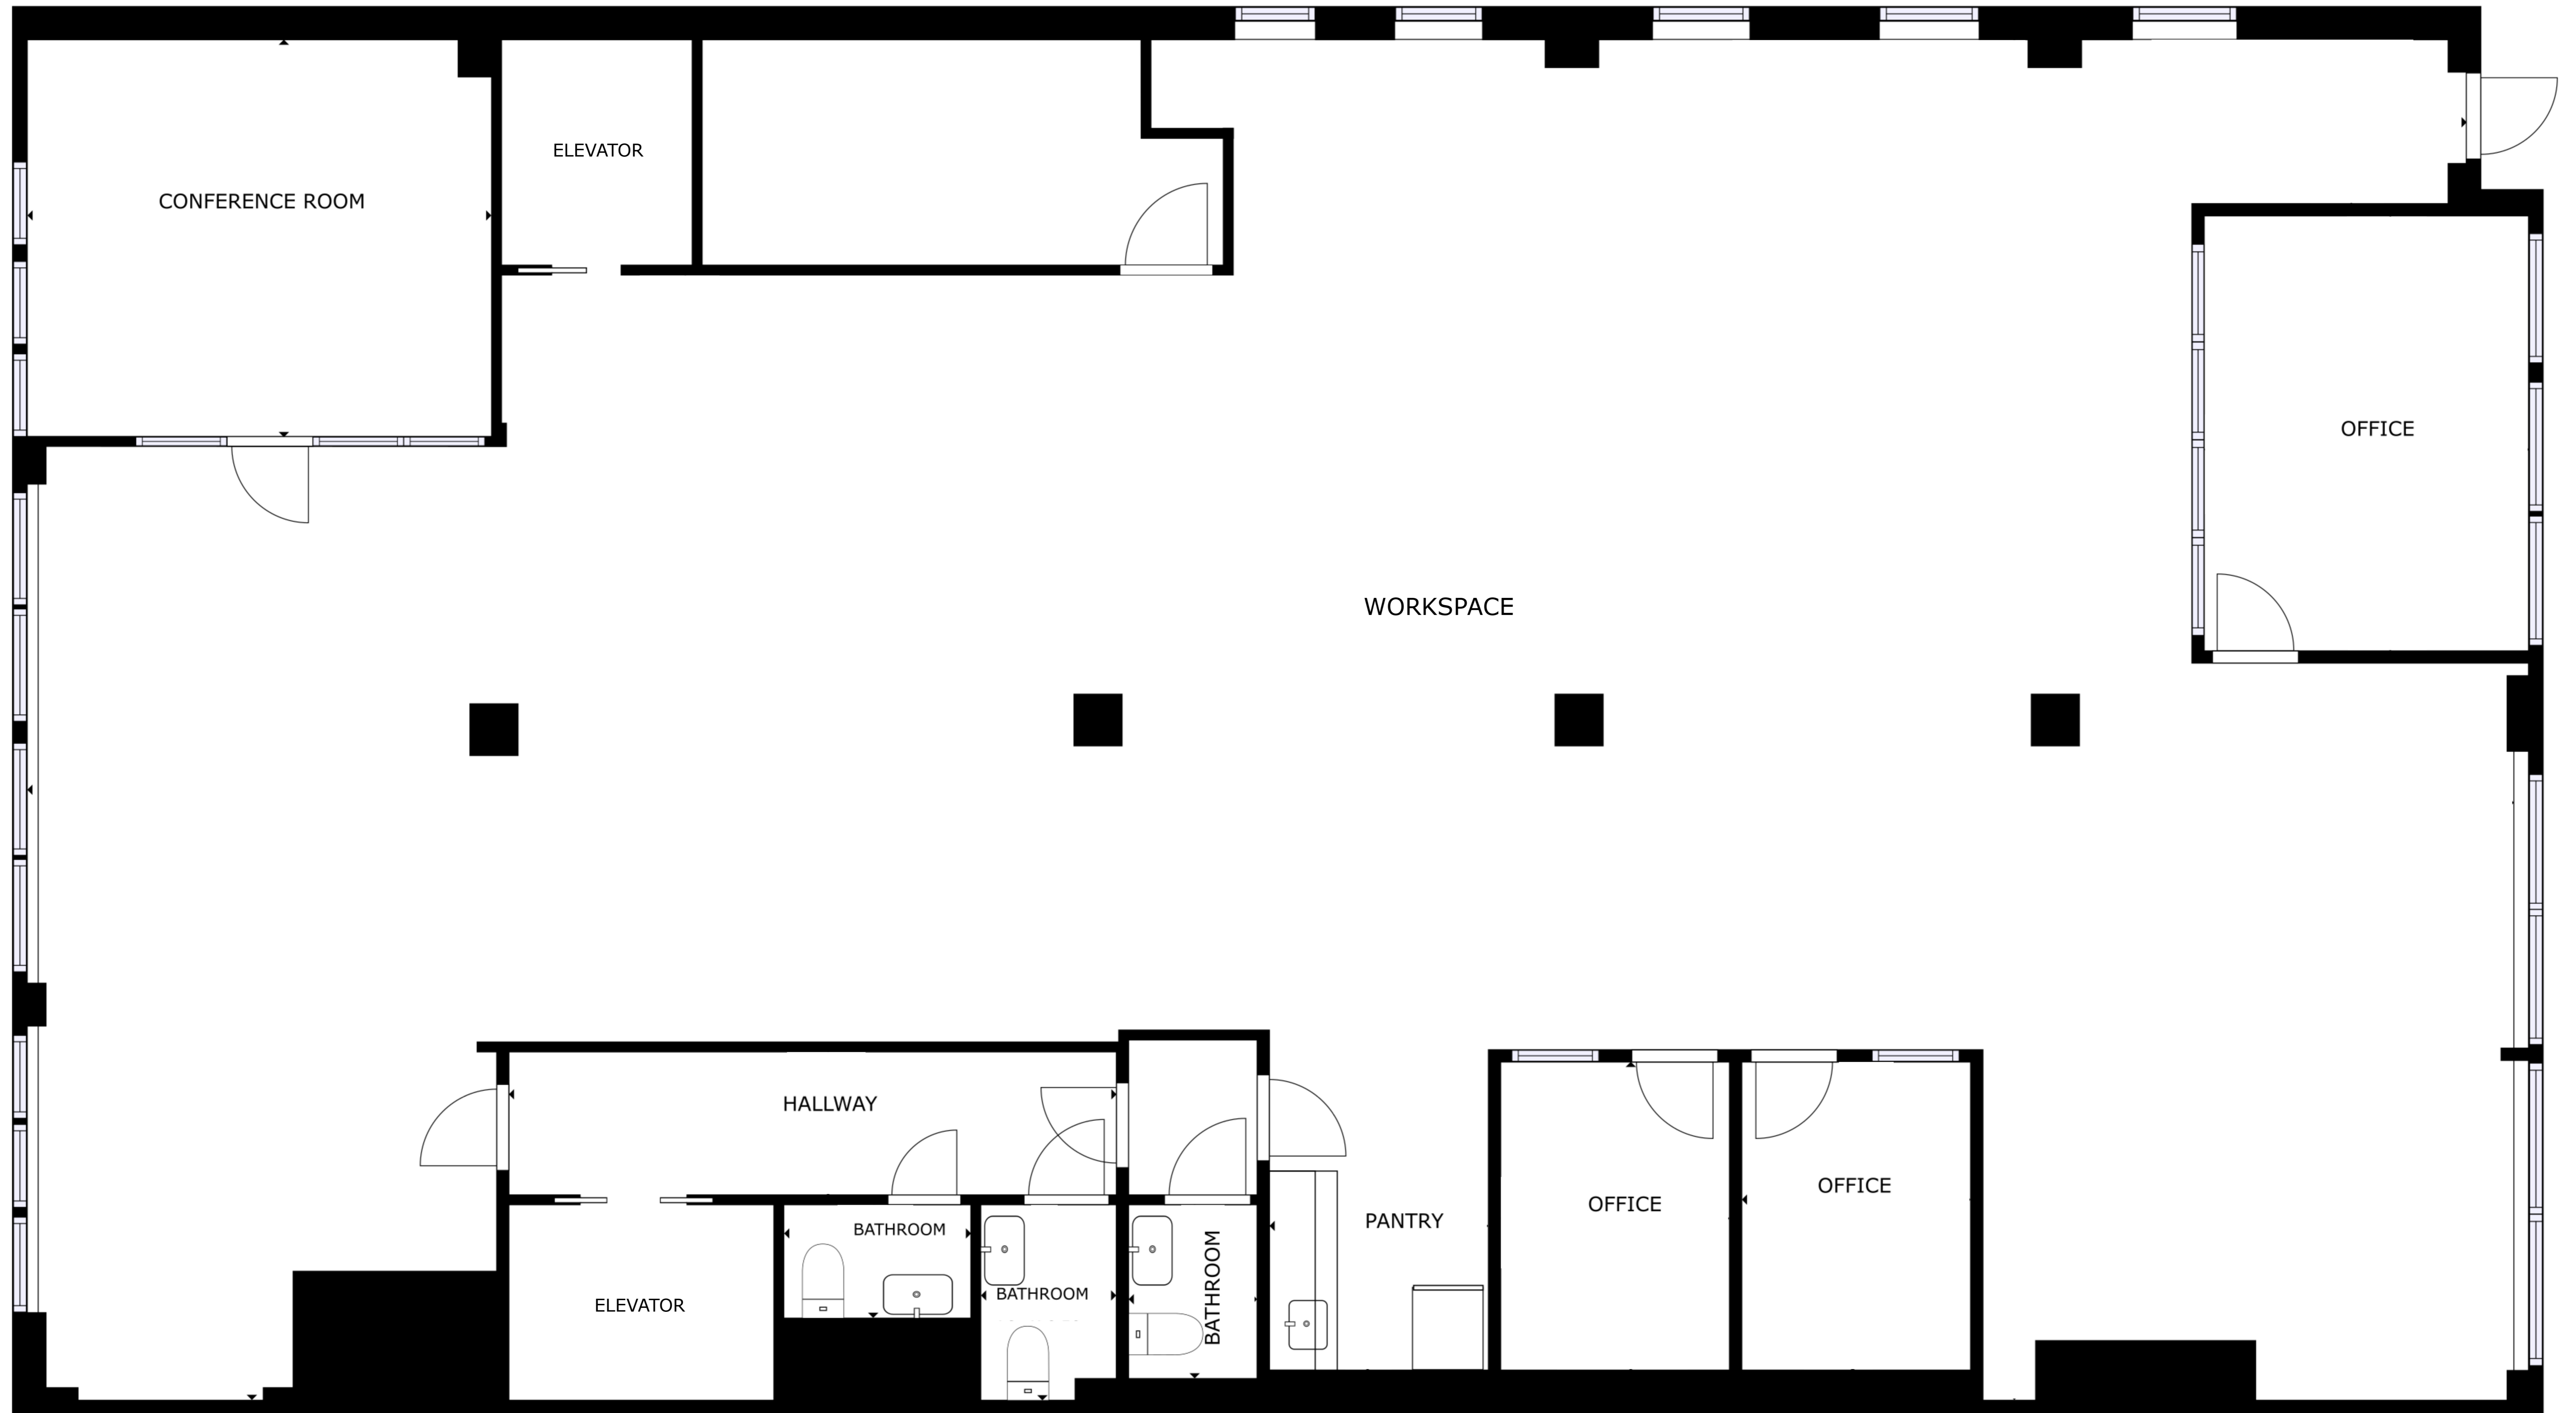 ELEVATOR
CONFERENCE ROOM
OFFICE
WORKSPACE
HALLWAY
OFFICE
OFFICE
PANTRY
BATHROOM
BATHROOM
BATHROOM
ELEVATOR